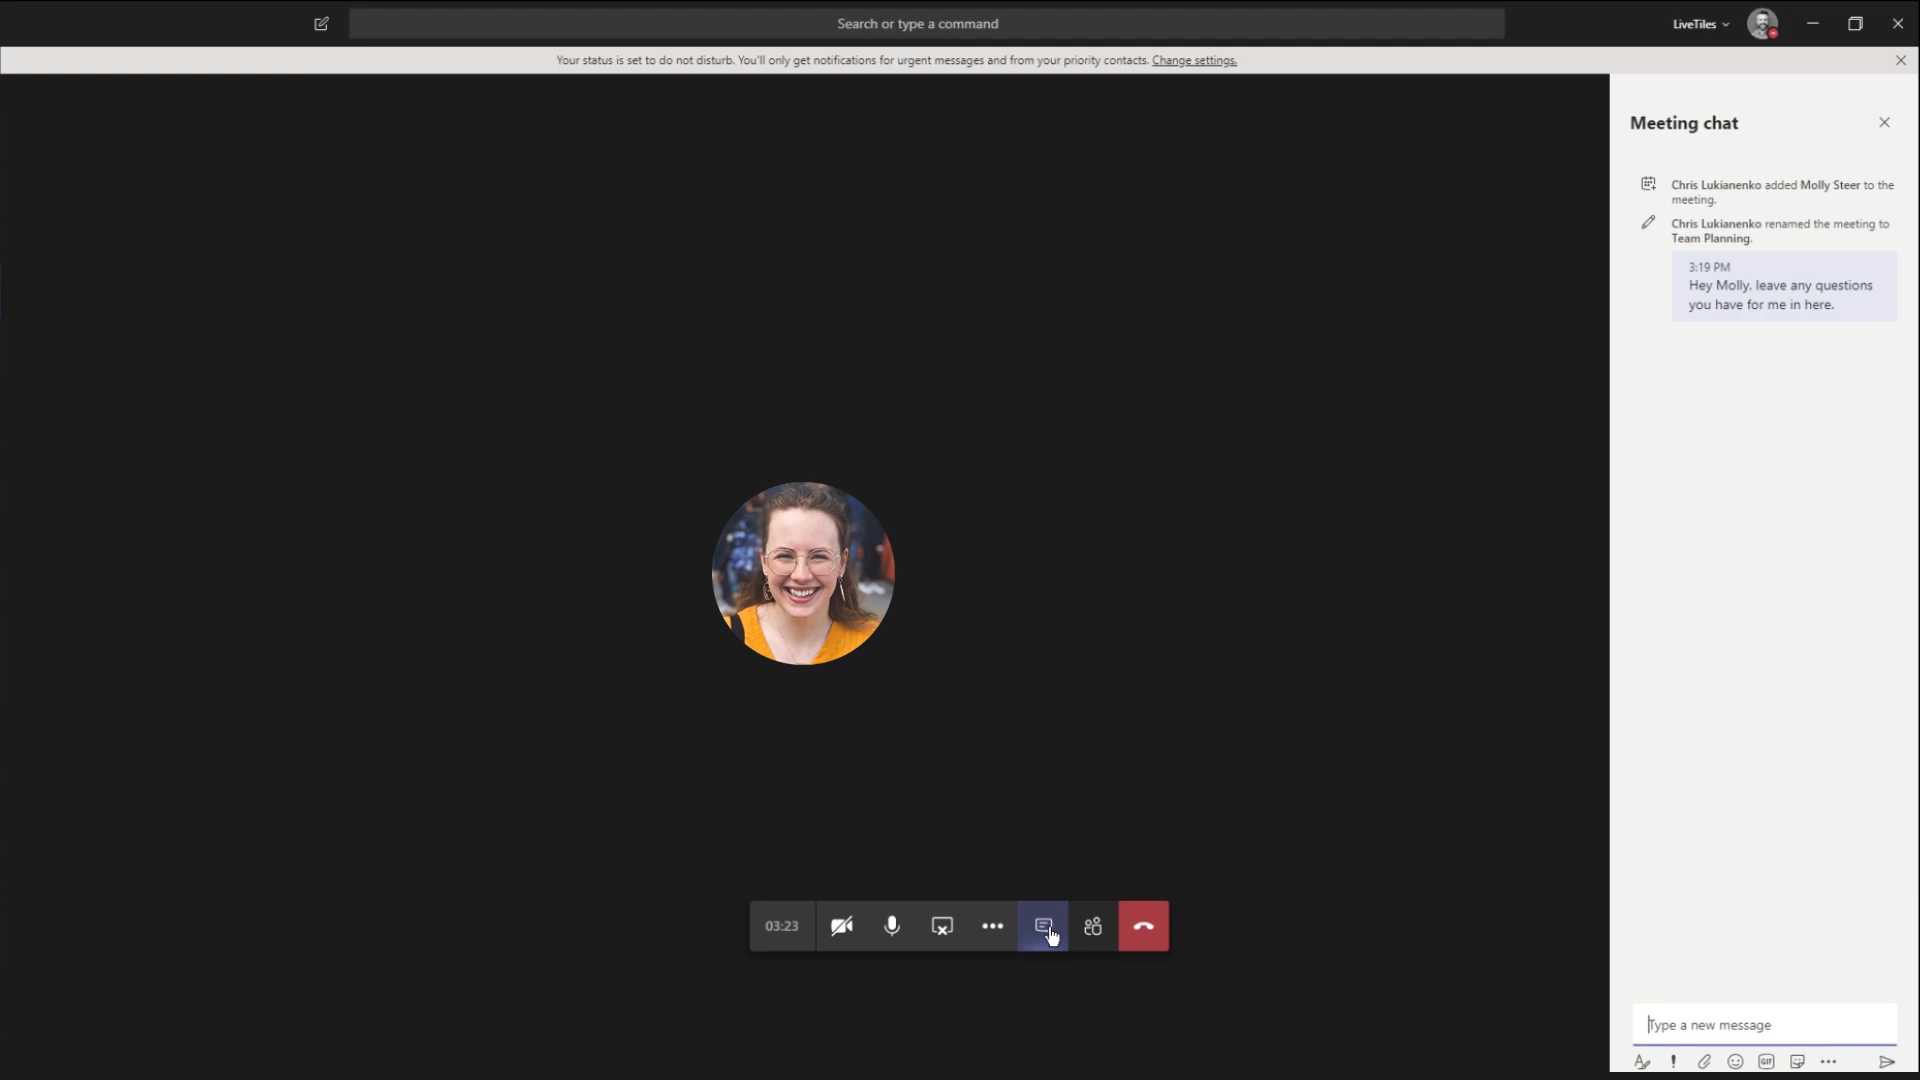 Search or type a command
LiveTiles
Your status is set to do not disturb. You'll only get notifications for urgent messages and from your priority contacts. Change settings.
Meeting chat
Chris Lukianenko added Molly Steer to the
meeting.
Chris Lukianenko renamed the meeting to
Team Planning.
3:19 PM
Hey Molly, leave any questions
you have for me in here.
03:23
Type a new message
GIF